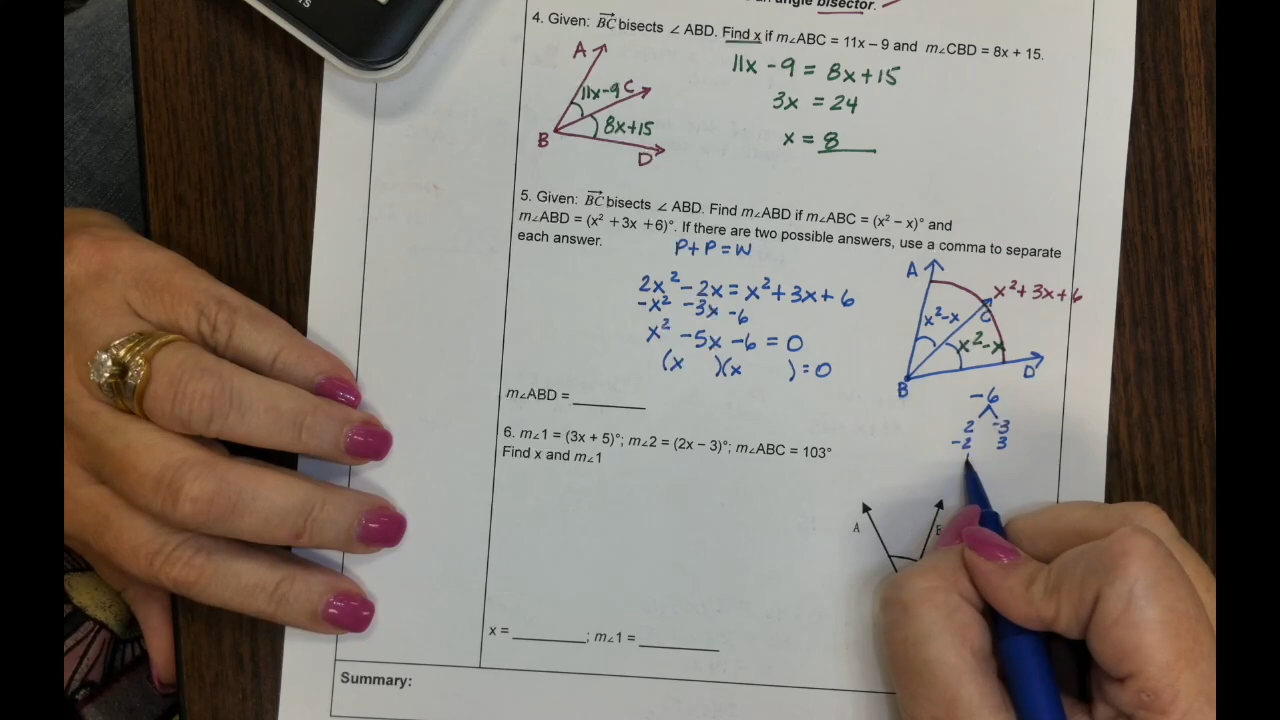 angle bisector.
4. Given: BC bisects ∠ ABD. Find x if m∠ABC = 11x – 9 and m∠CBD = 8x + 15.
A
11x-9 C
8x+15
B
D
11x - 9 = 8x+15
3x = 24
x = 8
5. Given: BC bisects ∠ ABD. Find m∠ABD if m∠ABC = (x² – x)° and
m∠ABD = (x² + 3x + 6)°. If there are two possible answers, use a comma to separate
each answer.
P+P=W
2x² - 2x = x² + 3x + 6
-x² -3x -6
x² - 5x - 6 = 0
(x )(x ) = 0
A
x² + 3x + 6
x²-x
C
x²-x
B
D
-6
2 -3
-2 3
m∠ABD = ______
6. m∠1 = (3x + 5)°; m∠2 = (2x – 3)°; m∠ABC = 103°
Find x and m∠1
A
x = ______; m∠1 = ______
Summary: